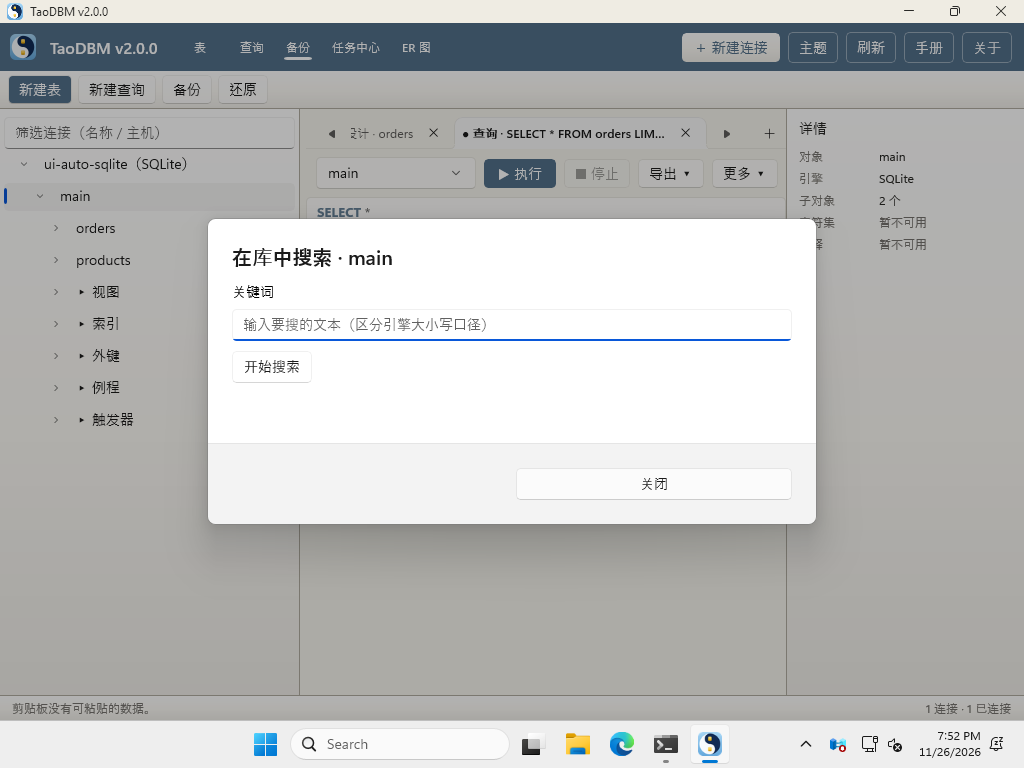 TaoDBM v2.0.0
TaoDBM v2.0.0
表
查询
备份
任务中心
ER 图
+ 新建连接
主题
刷新
手册
关于
新建表
新建查询
备份
还原
筛选连接（名称 / 主机）
ui-auto-sqlite（SQLite）
main
orders
products
▸ 视图
▸ 索引
▸ 外键
▸ 例程
▸ 触发器
· orders
● 查询 · SELECT * FROM orders LIM...
main
▶ 执行
■ 停止
导出 ▾
更多 ▾
SELECT *
详情
对象 main
引擎 SQLite
子对象 2 个
符集 暂不可用
暂不可用
在库中搜索 · main
关键词
输入要搜的文本（区分引擎大小写口径）
开始搜索
关闭
剪贴板没有可粘贴的数据。
1 连接 · 1 已连接
Search
7:52 PM
11/26/2026